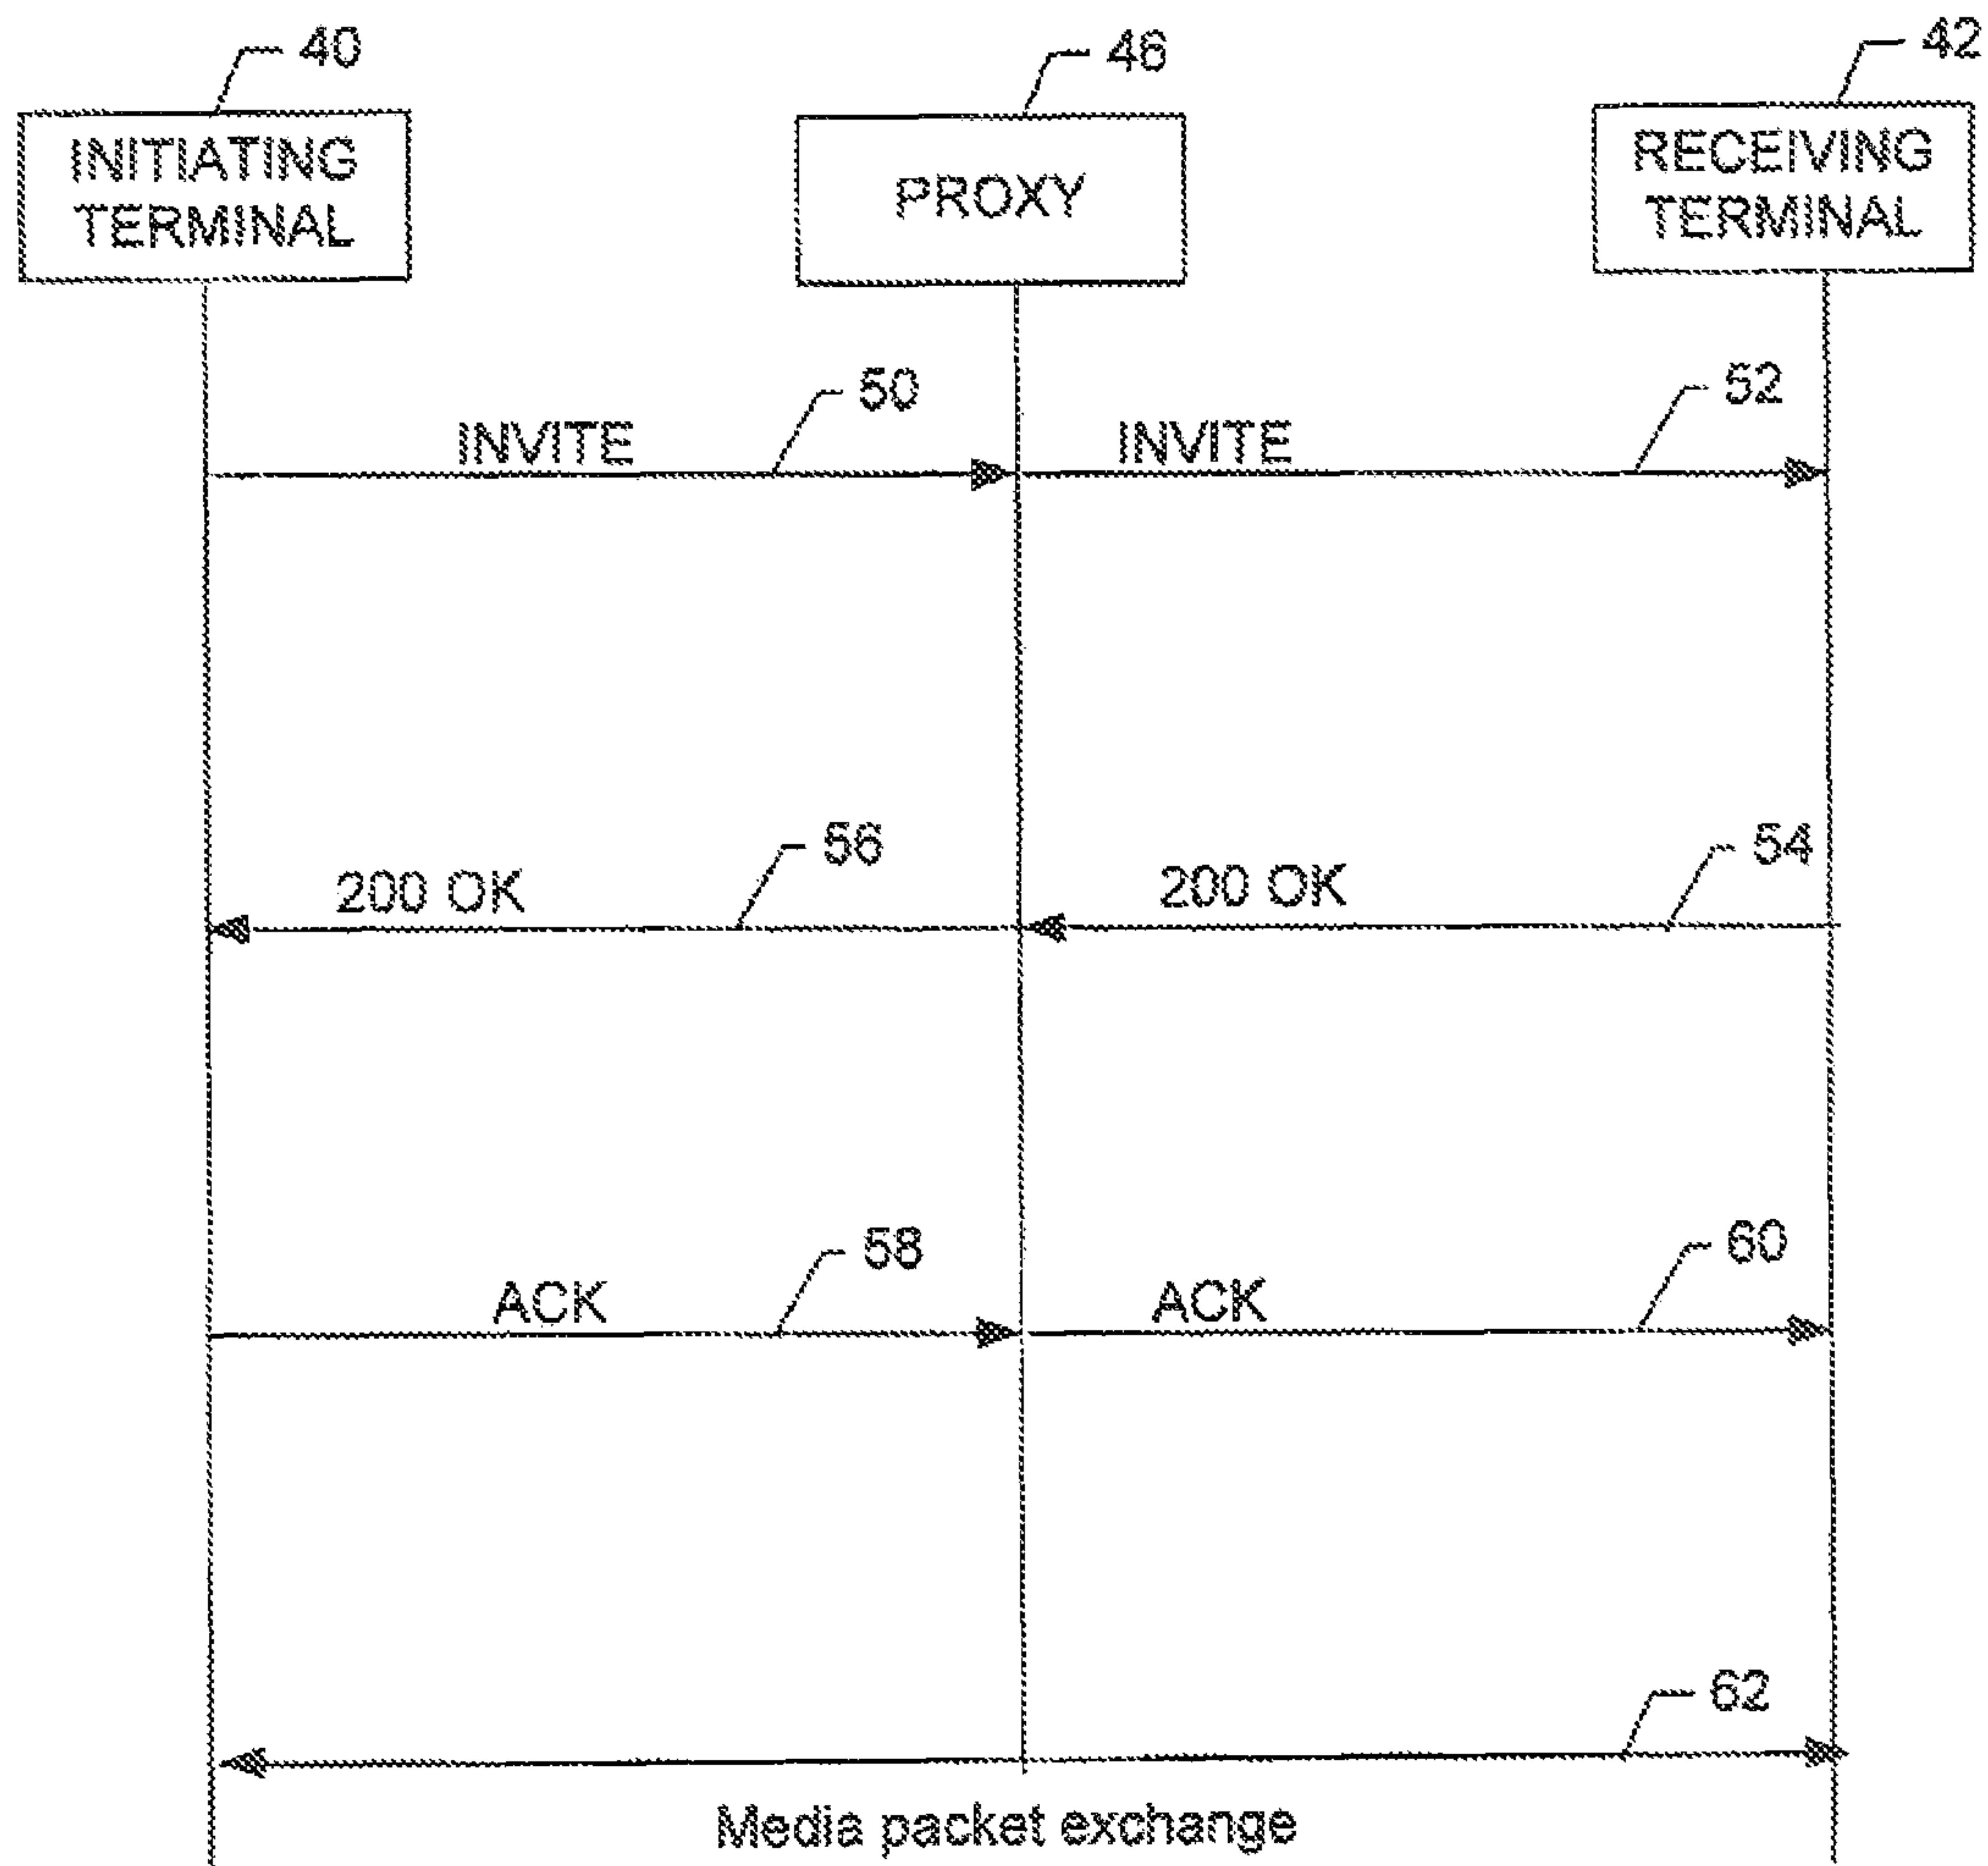 40
46
42
INITIATING
TERMINAL
PROXY
RECEIVING
TERMINAL
50
52
INVITE
INVITE
56
54
200 OK
200 OK
58
60
ACK
ACK
62
Media packet exchange